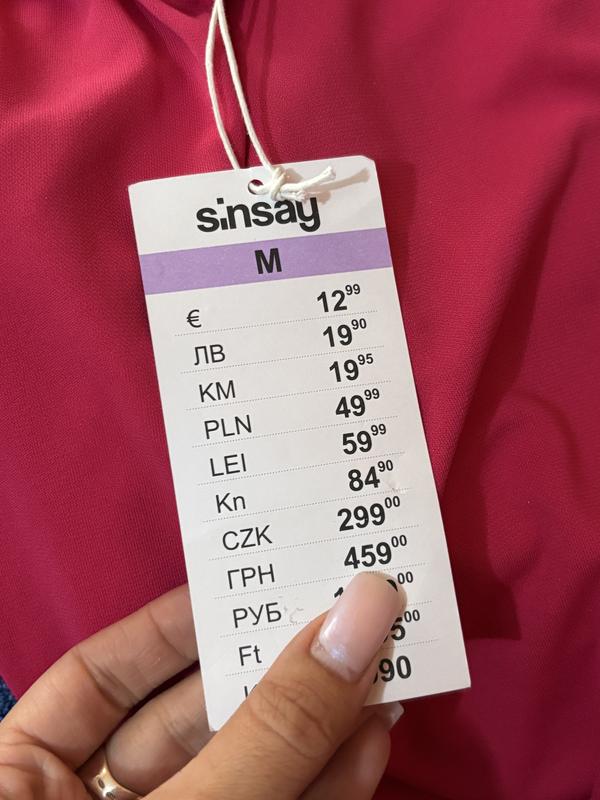 sinsay
M
€ 12⁹⁹
ЛВ 19⁹⁰
KM 19⁹⁵
PLN 49⁹⁹
LEI 59⁹⁹
Kn 84⁹⁰
CZK 299⁰⁰
ГРН 459⁰⁰
РУБ
Ft